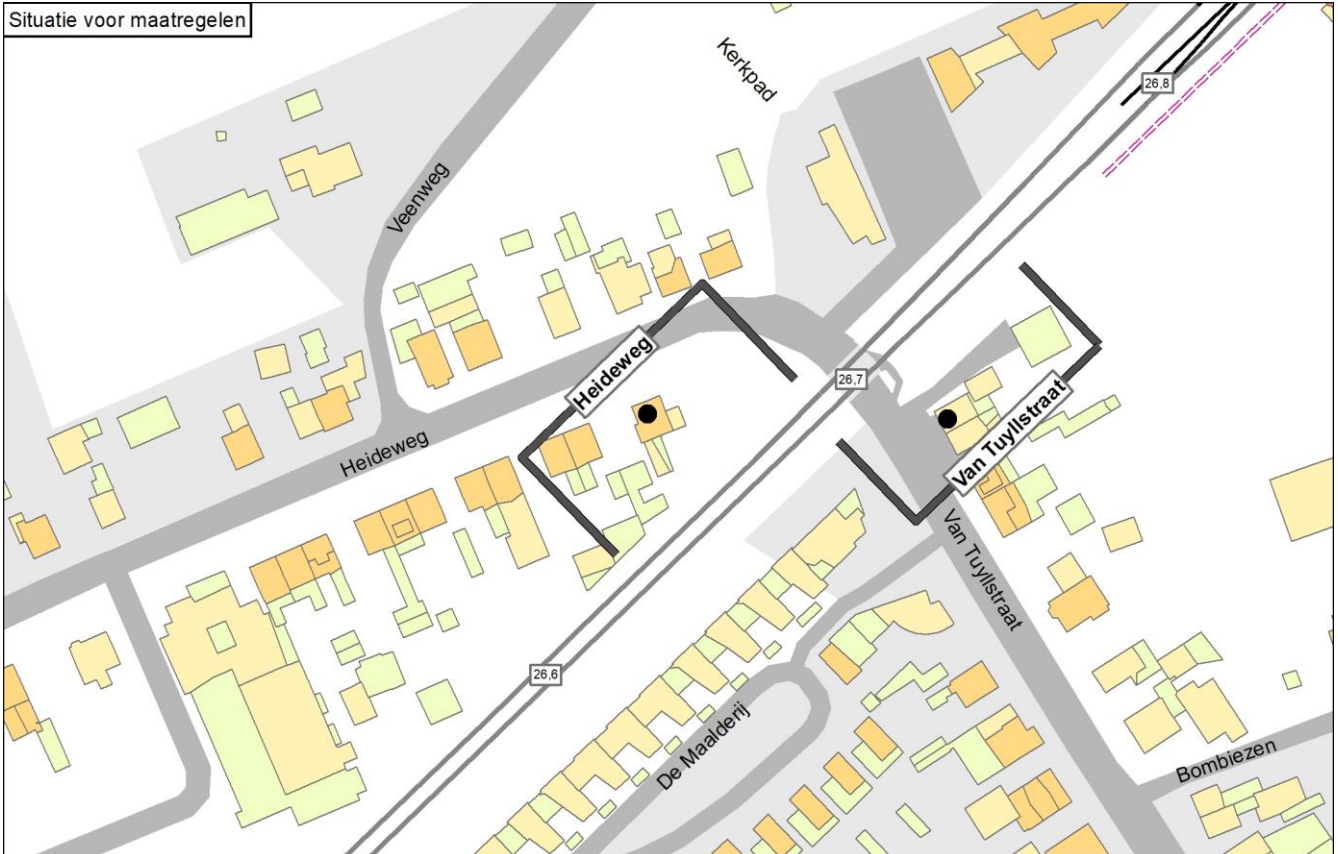 Situatie voor maatregelen
Kerkpad
26,8
Veenweg
Heideweg
26,7
Van Tuyllstraat
Heideweg
Van Tuyllstraat
26,6
De Maalderij
Bombiezen